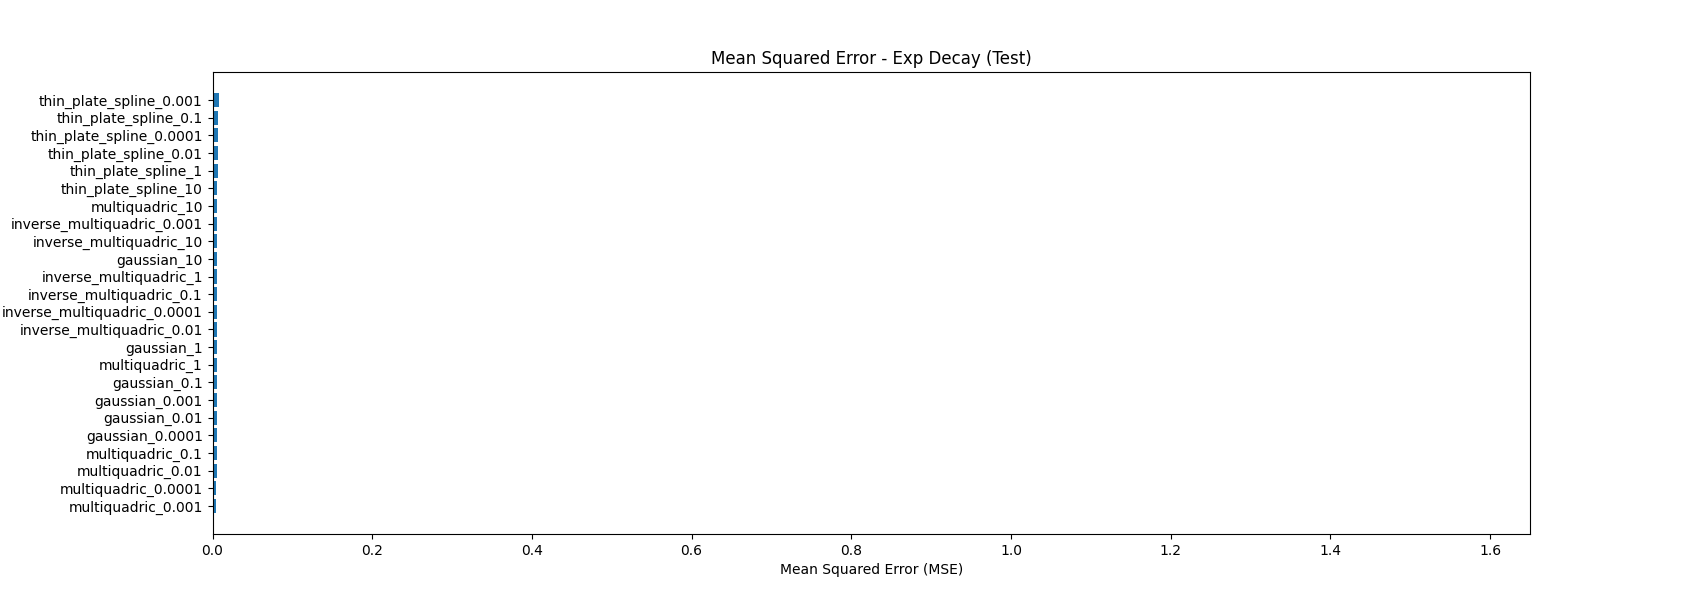 Mean Squared Error - Exp Decay (Test)
thin_plate_spline_0.001
thin_plate_spline_0.1
thin_plate_spline_0.0001
thin_plate_spline_0.01
thin_plate_spline_1
thin_plate_spline_10
multiquadric_10
inverse_multiquadric_0.001
inverse_multiquadric_10
gaussian_10
inverse_multiquadric_1
inverse_multiquadric_0.1
inverse_multiquadric_0.0001
inverse_multiquadric_0.01
gaussian_1
multiquadric_1
gaussian_0.1
gaussian_0.001
gaussian_0.01
gaussian_0.0001
multiquadric_0.1
multiquadric_0.01
multiquadric_0.0001
multiquadric_0.001
0.0 0.2 0.4 0.6 0.8 1.0 1.2 1.4 1.6
Mean Squared Error (MSE)